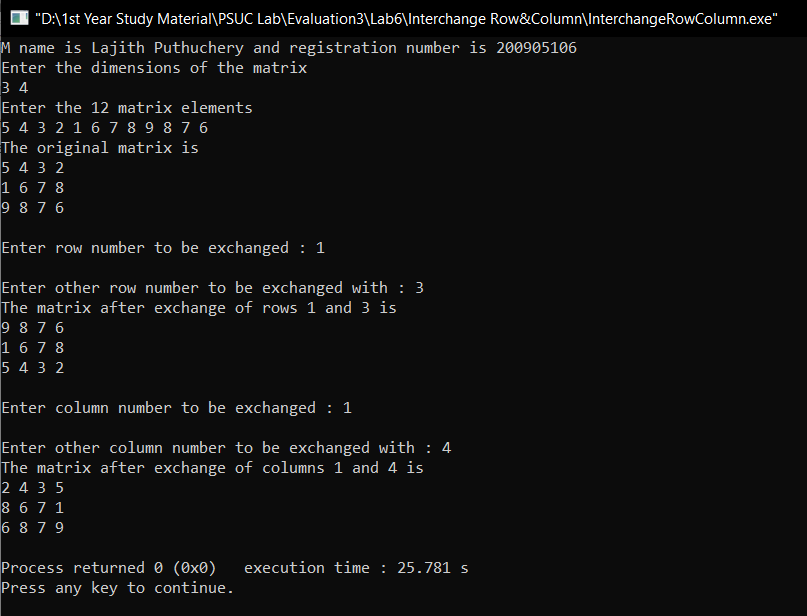 "D:\1st Year Study Material\PSUC Lab\Evaluation3\Lab6\Interchange Row&Column\InterchangeRowColumn.exe"
M name is Lajith Puthuchery and registration number is 200905106
Enter the dimensions of the matrix
3 4
Enter the 12 matrix elements
5 4 3 2 1 6 7 8 9 8 7 6
The original matrix is
5 4 3 2
1 6 7 8
9 8 7 6
Enter row number to be exchanged : 1
Enter other row number to be exchanged with : 3
The matrix after exchange of rows 1 and 3 is
9 8 7 6
1 6 7 8
5 4 3 2
Enter column number to be exchanged : 1
Enter other column number to be exchanged with : 4
The matrix after exchange of columns 1 and 4 is
2 4 3 5
8 6 7 1
6 8 7 9
Process returned 0 (0x0)   execution time : 25.781 s
Press any key to continue.